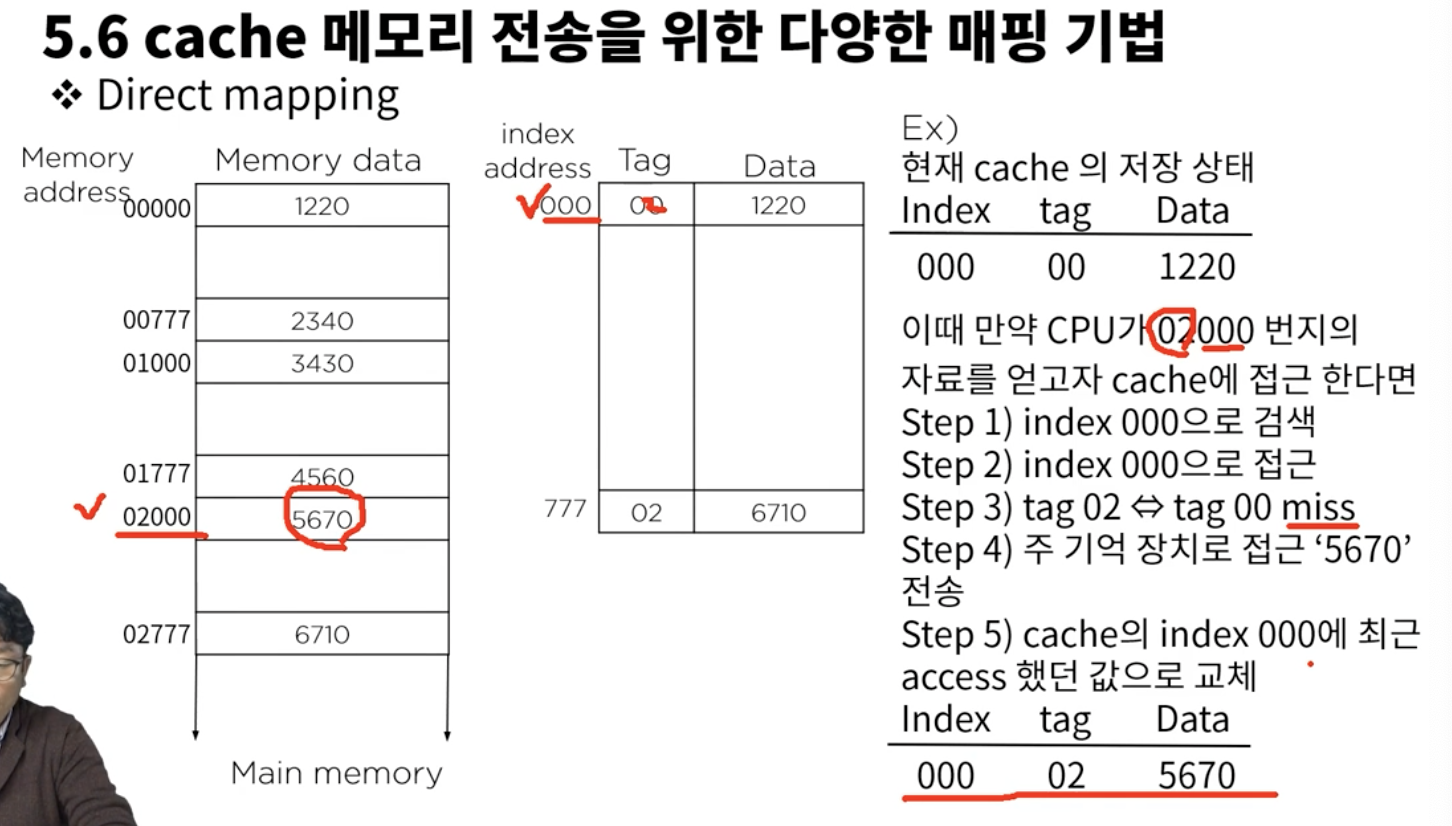 5.6 cache 메모리 전송을 위한 다양한 매핑 기법
❖ Direct mapping
Memory address
Memory data
00000 1220
00777 2340
01000 3430
01777 4560
02000 5670
02777 6710
Main memory
index address
Tag Data
000 00 1220
777 02 6710
Ex)
현재 cache 의 저장 상태
Index tag Data
000 00 1220
이때 만약 CPU가 02000 번지의
자료를 얻고자 cache에 접근 한다면
Step 1) index 000으로 검색
Step 2) index 000으로 접근
Step 3) tag 02 ⇔ tag 00 miss
Step 4) 주 기억 장치로 접근 ‘5670’
전송
Step 5) cache의 index 000에 최근
access 했던 값으로 교체
Index tag Data
000 02 5670